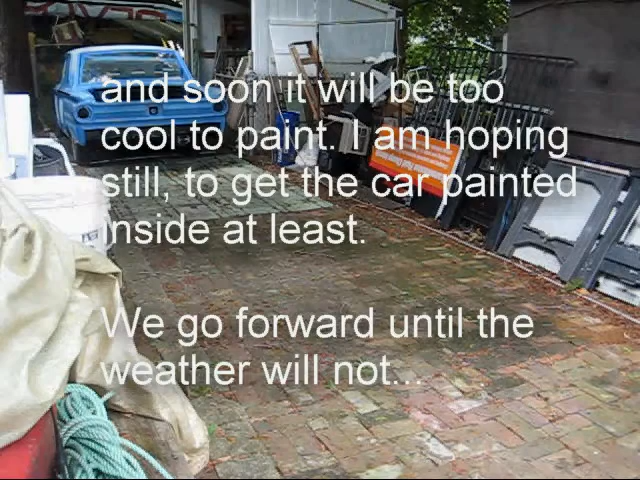 and soon it will be too
cool to paint. I am hoping
still, to get the car painted
inside at least.
We go forward until the
weather will not...